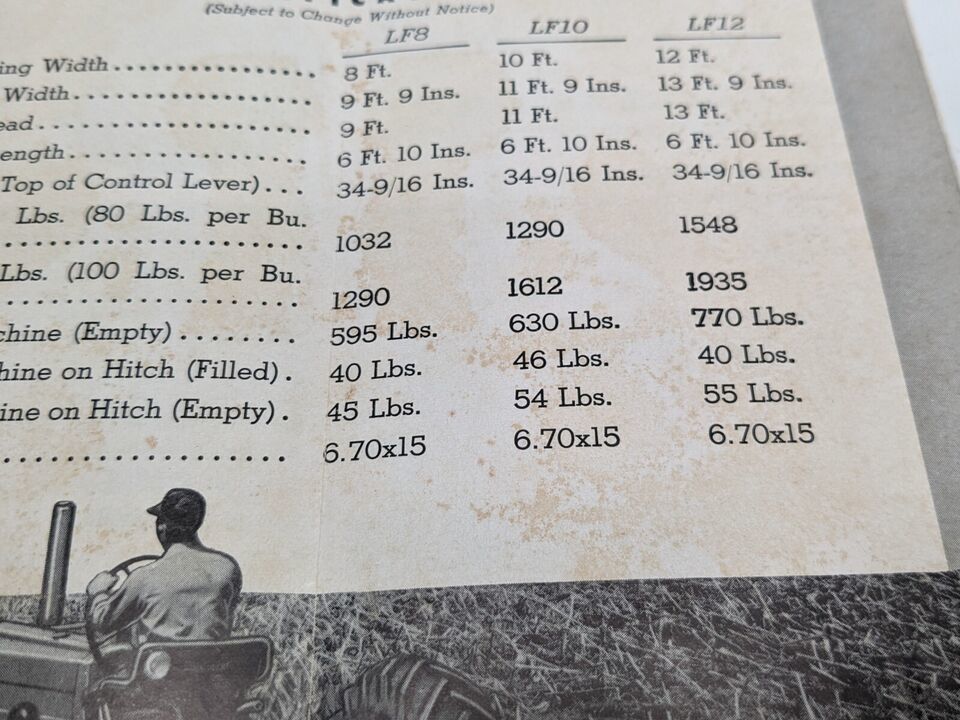 (Subject to Change Without Notice)
LF8 LF10 LF12
ing Width................ 8 Ft. 10 Ft. 12 Ft.
Width................... 9 Ft. 9 Ins. 11 Ft. 9 Ins. 13 Ft. 9 Ins.
ead..................... 9 Ft. 11 Ft. 13 Ft.
ength.................. 6 Ft. 10 Ins. 6 Ft. 10 Ins. 6 Ft. 10 Ins.
Top of Control Lever)... 34-9/16 Ins. 34-9/16 Ins. 34-9/16 Ins.
Lbs. (80 Lbs. per Bu.
....................... 1032 1290 1548
Lbs. (100 Lbs. per Bu.
....................... 1290 1612 1935
chine (Empty)........ 595 Lbs. 630 Lbs. 770 Lbs.
hine on Hitch (Filled). 40 Lbs. 46 Lbs. 40 Lbs.
ine on Hitch (Empty). 45 Lbs. 54 Lbs. 55 Lbs.
.................... 6.70x15 6.70x15 6.70x15